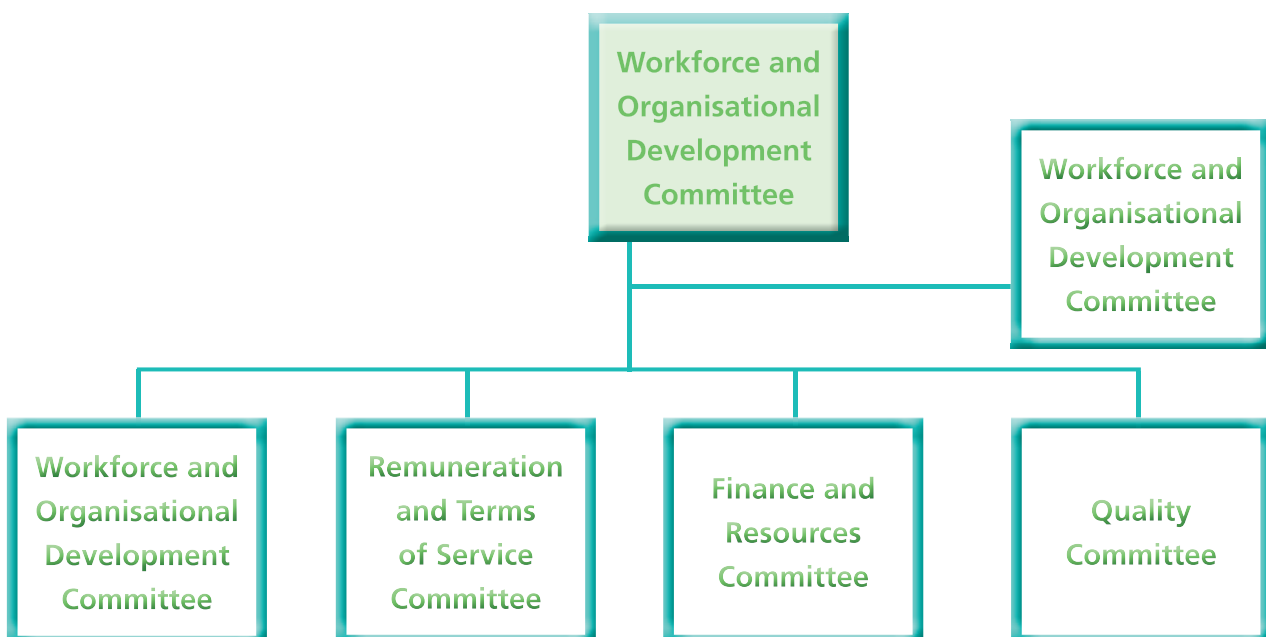 Workforce and
Organisational
Development
Committee
Workforce and
Organisational
Development
Committee
Workforce and
Organisational
Development
Committee
Remuneration
and Terms
of Service
Committee
Finance and
Resources
Committee
Quality
Committee